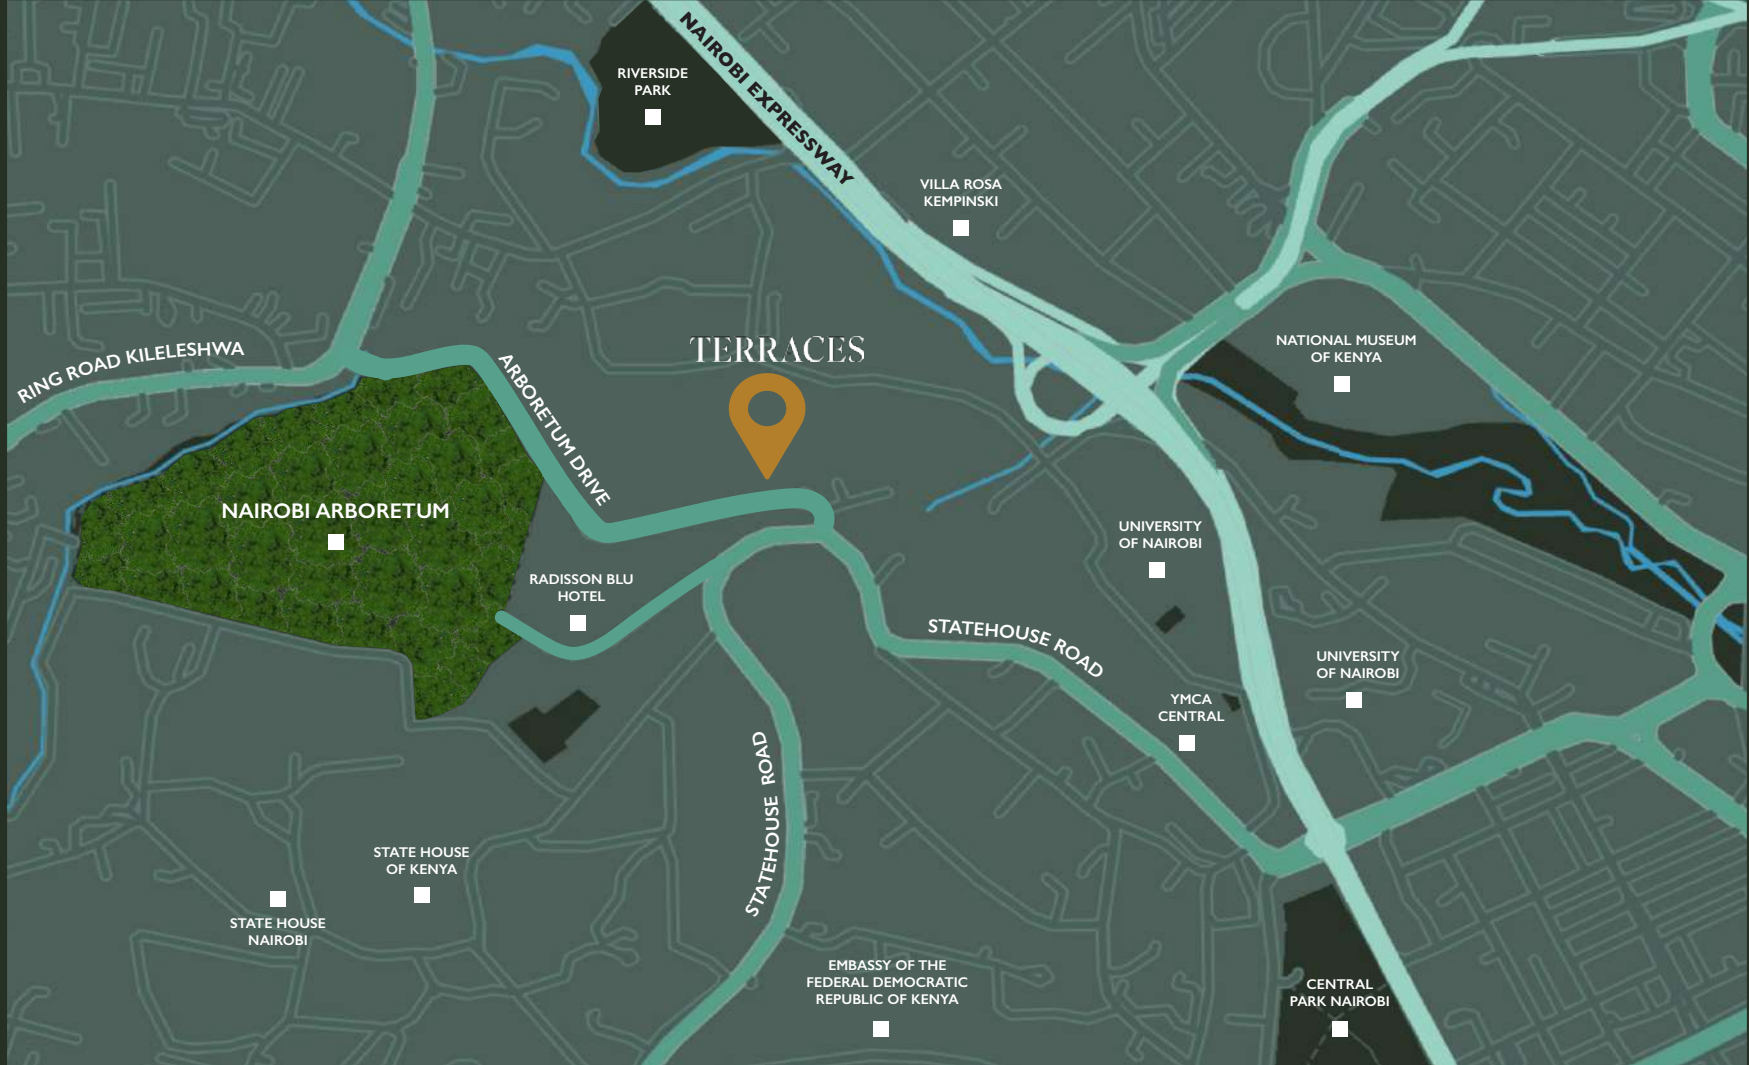 NAIROBI EXPRESSWAY
RIVERSIDE
PARK
VILLA ROSA
KEMPINSKI
RING ROAD KILELESHWA
TERRACES
NATIONAL MUSEUM
OF KENYA
ARBORETUM DRIVE
NAIROBI ARBORETUM
UNIVERSITY
OF NAIROBI
RADISSON BLU
HOTEL
STATEHOUSE ROAD
UNIVERSITY
OF NAIROBI
YMCA
CENTRAL
STATEHOUSE ROAD
STATE HOUSE
OF KENYA
STATE HOUSE
NAIROBI
EMBASSY OF THE
FEDERAL DEMOCRATIC
REPUBLIC OF KENYA
CENTRAL
PARK NAIROBI